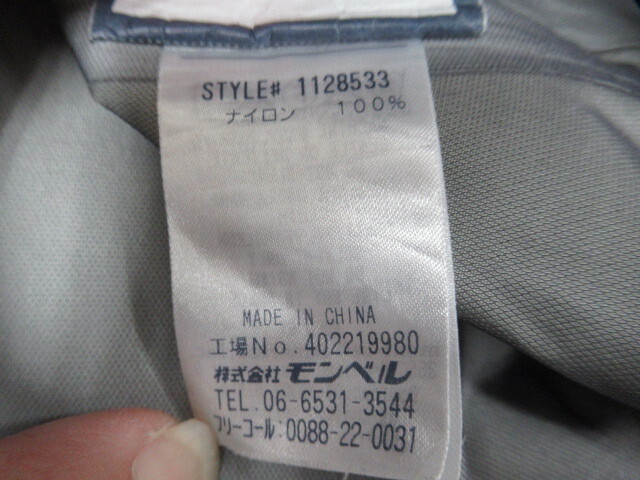 STYLE# 1128533
ナイロン 100%
MADE IN CHINA
工場No.402219980
株式会社 モンベル
TEL.06-6531-3544
フリーコール:0088-22-0031